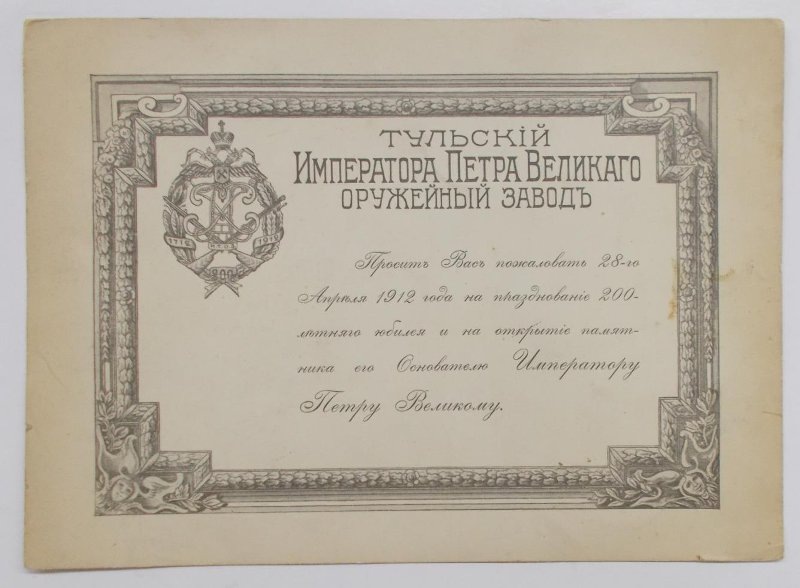 ТУЛЬСКІЙ
ИМПЕРАТОРА ПЕТРА ВЕЛИКАГО
ОРУЖЕЙНЫЙ ЗАВОДЪ
Проситъ Васъ пожаловать 28-го
Апрѣля 1912 года на празднованіе 200-
лѣтняго юбилея и на открытіе памят-
ника его Основателю Императору
Петру Великому.